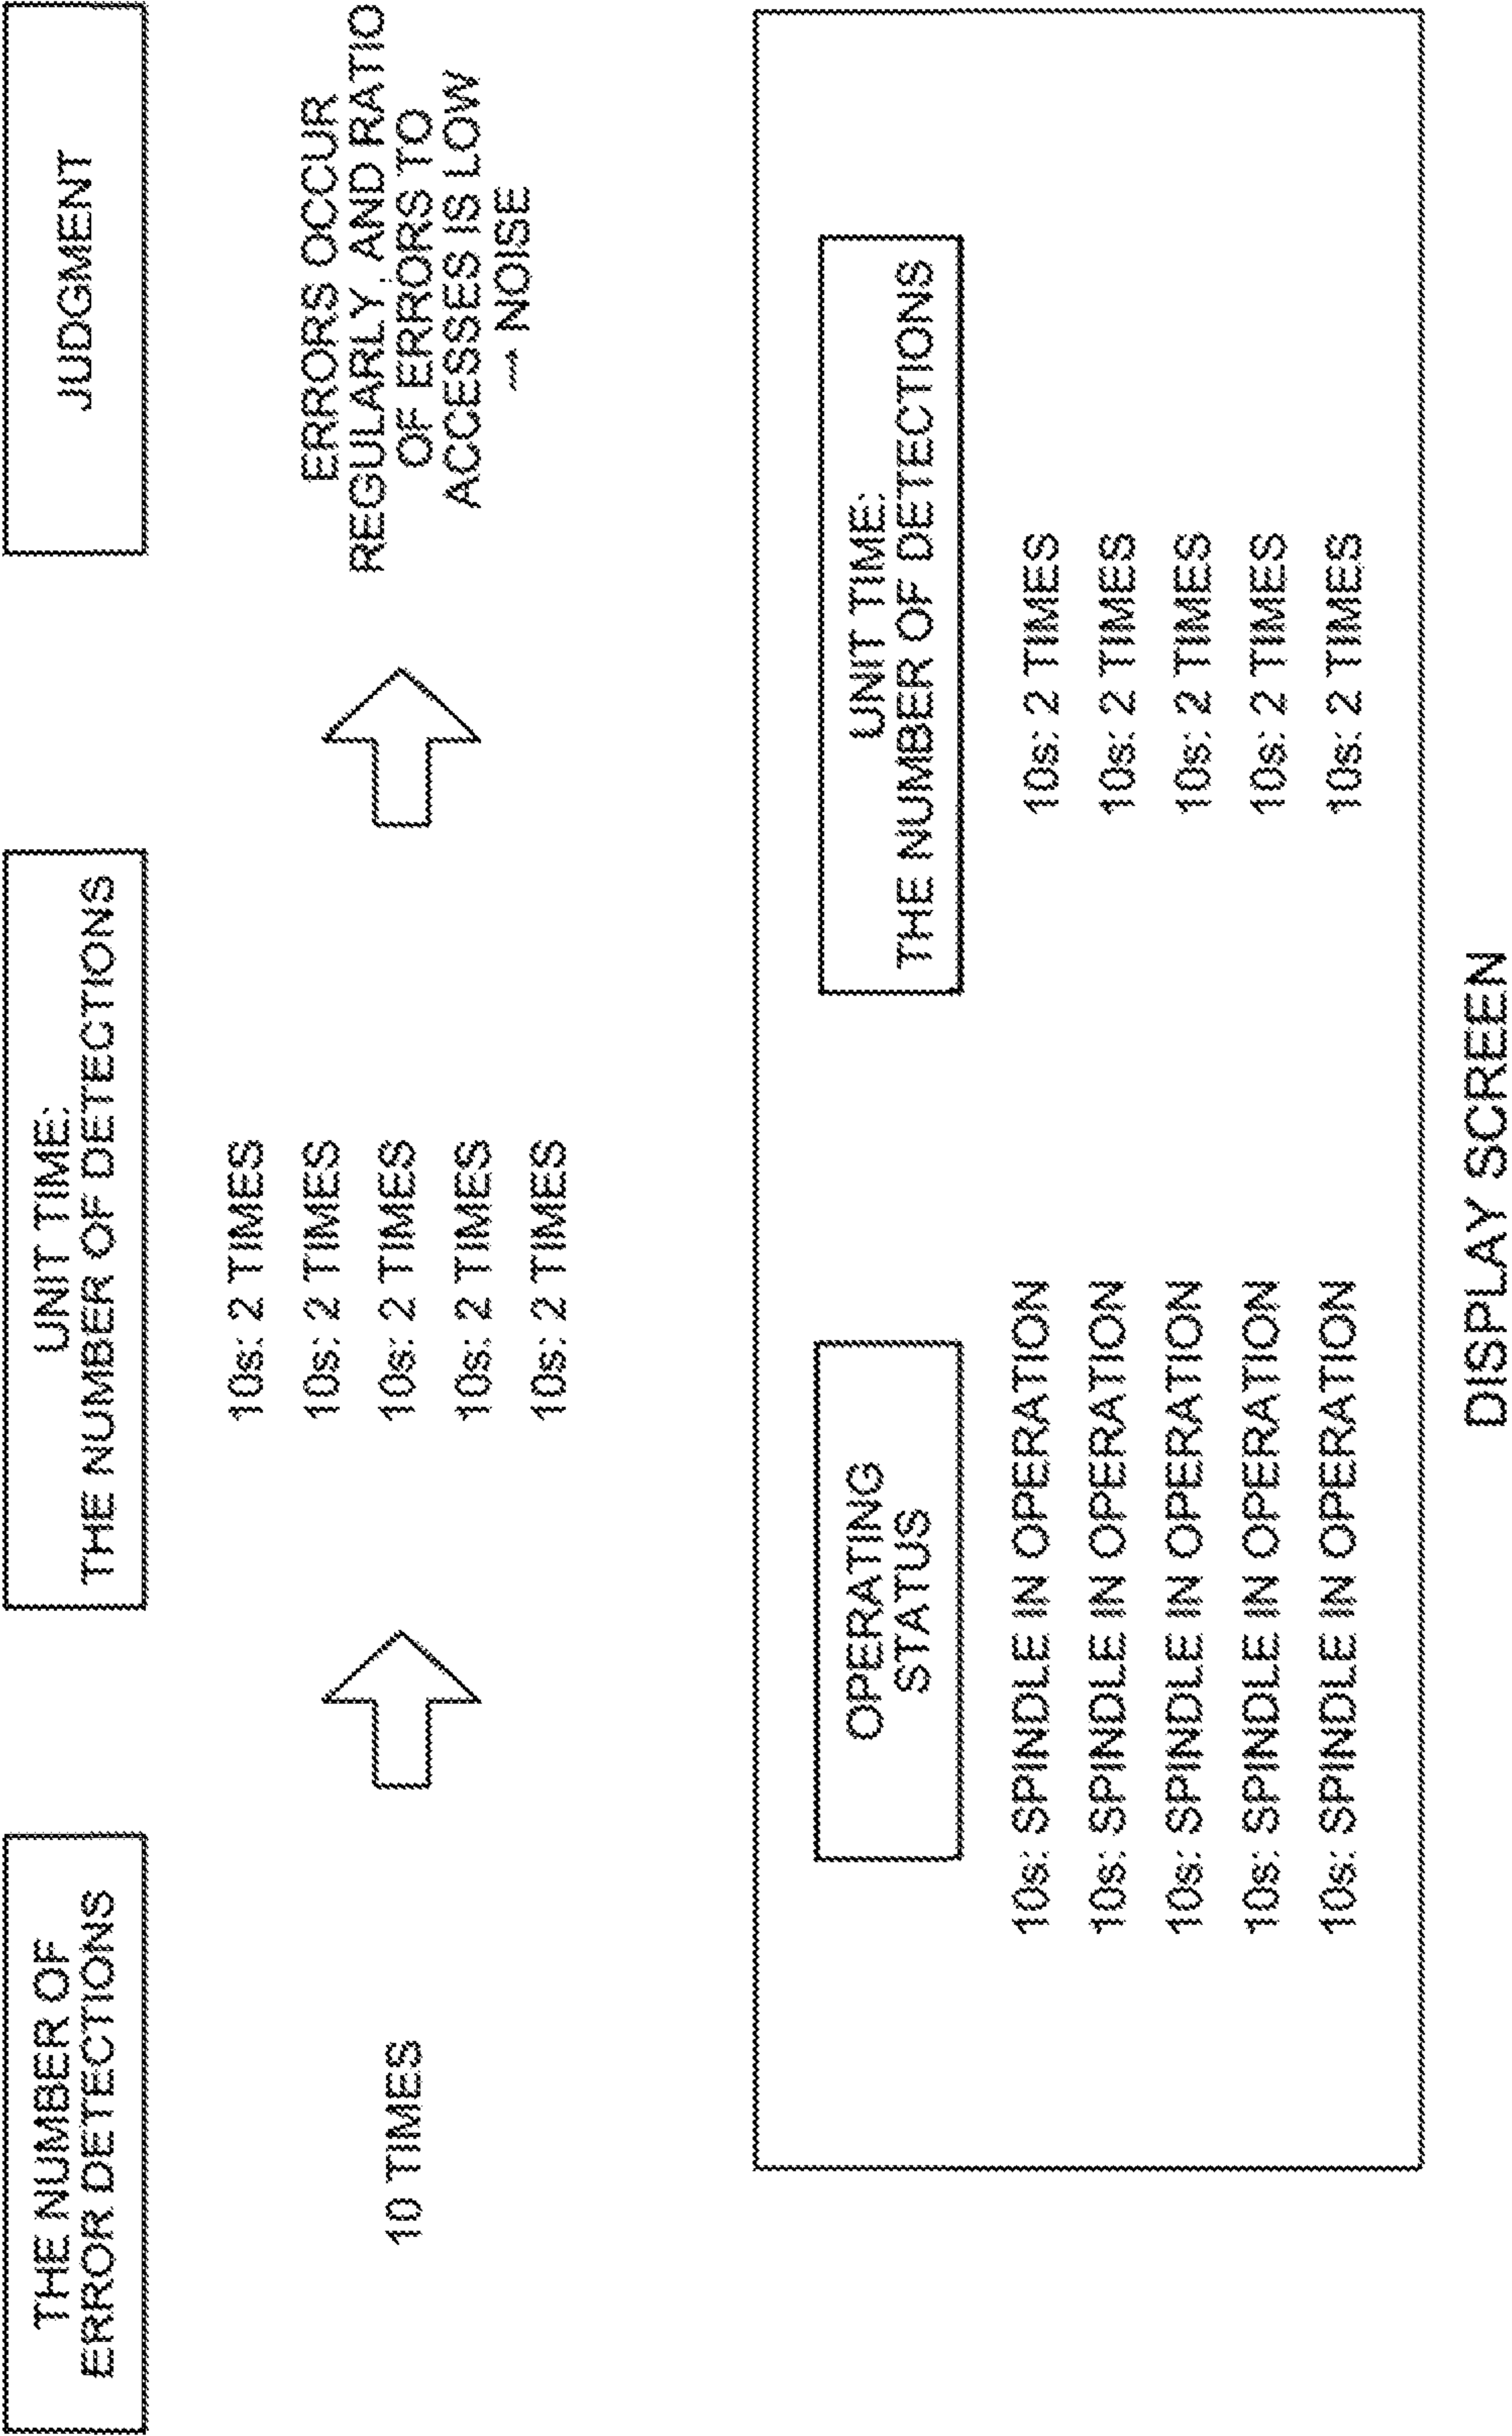 THE NUMBER OF
ERROR DETECTIONS
10 TIMES
UNIT TIME:
THE NUMBER OF DETECTIONS
10s: 2 TIMES
10s: 2 TIMES
10s: 2 TIMES
10s: 2 TIMES
10s: 2 TIMES
JUDGMENT
ERRORS OCCUR
REGULARLY, AND RATIO
OF ERRORS TO
ACCESSES IS LOW
→ NOISE
OPERATING
STATUS
10s: SPINDLE IN OPERATION
10s: SPINDLE IN OPERATION
10s: SPINDLE IN OPERATION
10s: SPINDLE IN OPERATION
10s: SPINDLE IN OPERATION
UNIT TIME:
THE NUMBER OF DETECTIONS
10s: 2 TIMES
10s: 2 TIMES
10s: 2 TIMES
10s: 2 TIMES
10s: 2 TIMES
DISPLAY SCREEN